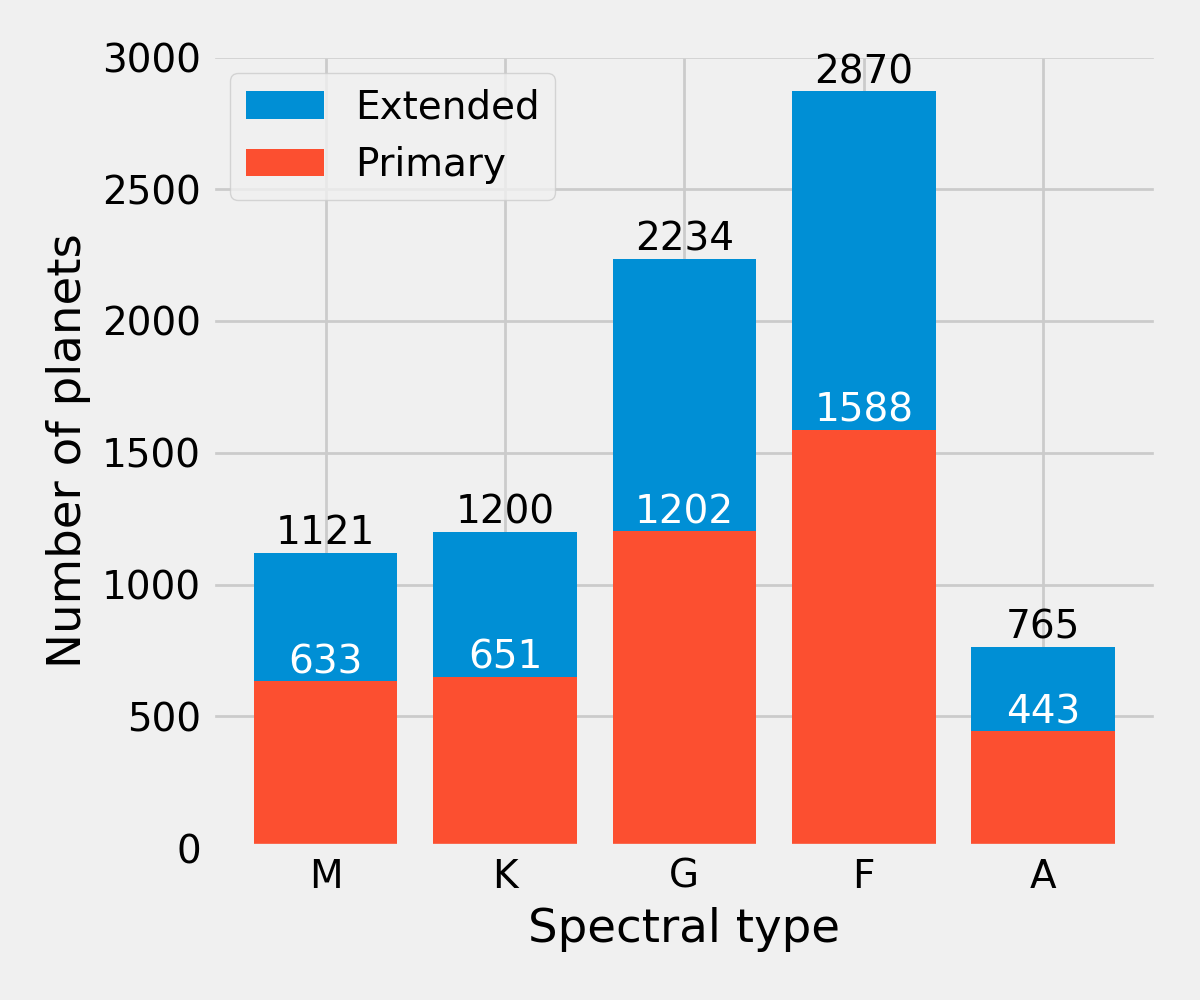 3000
2500
2000
1500
1000
500
0
Number of planets
Extended
Primary
1121
633
1200
651
2234
1202
2870
1588
765
443
M
K
G
F
A
Spectral type